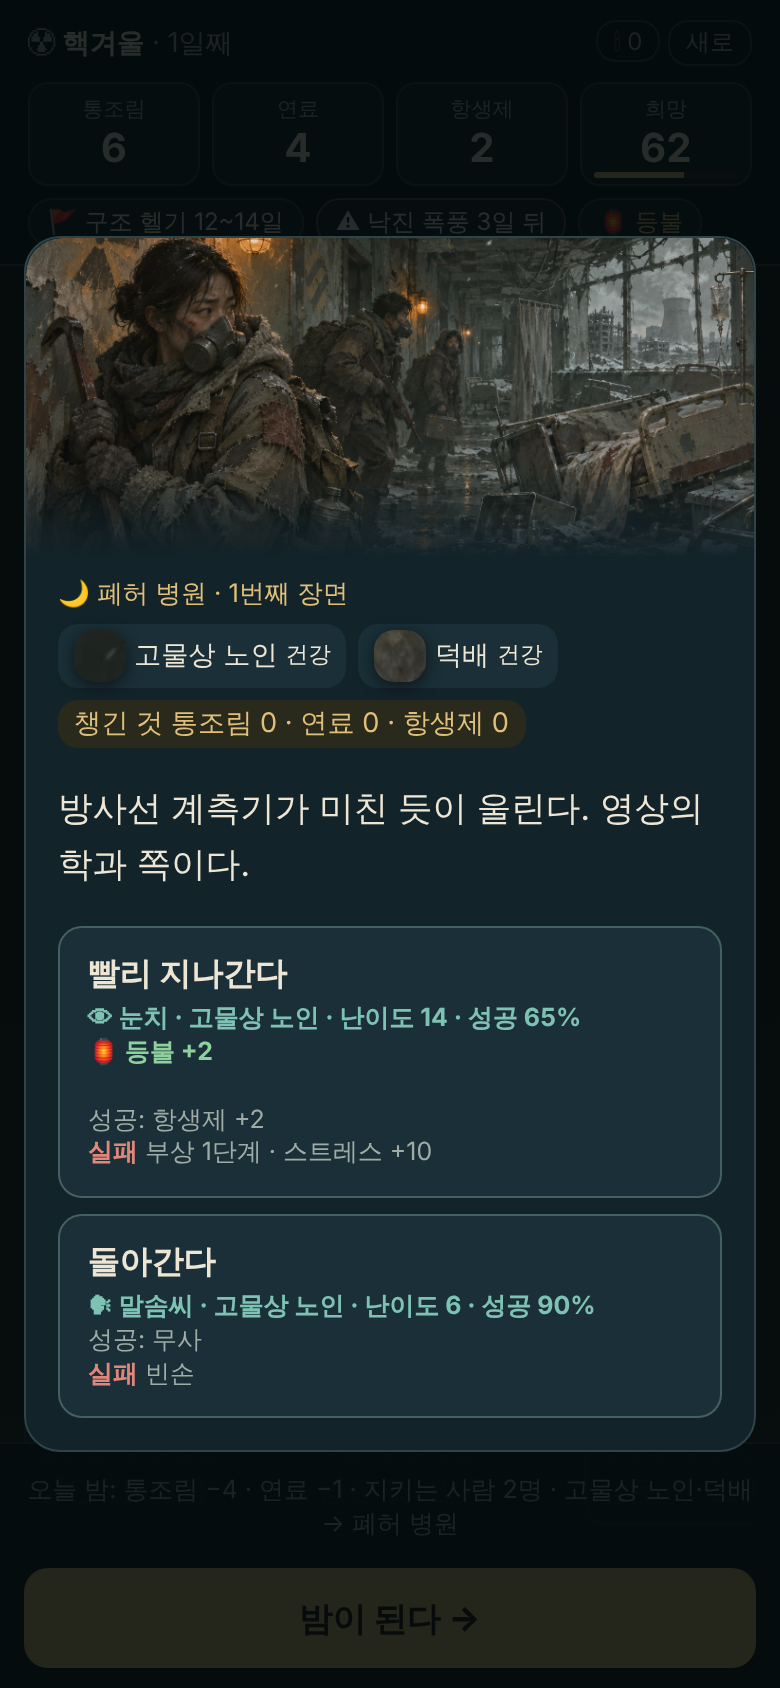 ☢ 핵겨울 · 1일째
0
새로
통조림
연료
항생제
희망
6
4
2
62
🚩 구조 헬기 12~14일
⚠ 낙진 폭풍 3일 뒤
🏮 등불
🌙 폐허 병원 · 1번째 장면
고물상 노인 건강
덕배 건강
챙긴 것 통조림 0 · 연료 0 · 항생제 0
방사선 계측기가 미친 듯이 울린다. 영상의
학과 쪽이다.
빨리 지나간다
👁 눈치 · 고물상 노인 · 난이도 14 · 성공 65%
🏮 등불 +2
성공: 항생제 +2
실패 부상 1단계 · 스트레스 +10
돌아간다
🗣 말솜씨 · 고물상 노인 · 난이도 6 · 성공 90%
성공: 무사
실패 빈손
오늘 밤: 통조림 −4 · 연료 −1 · 지키는 사람 2명 · 고물상 노인·덕배
→ 폐허 병원
밤이 된다 →